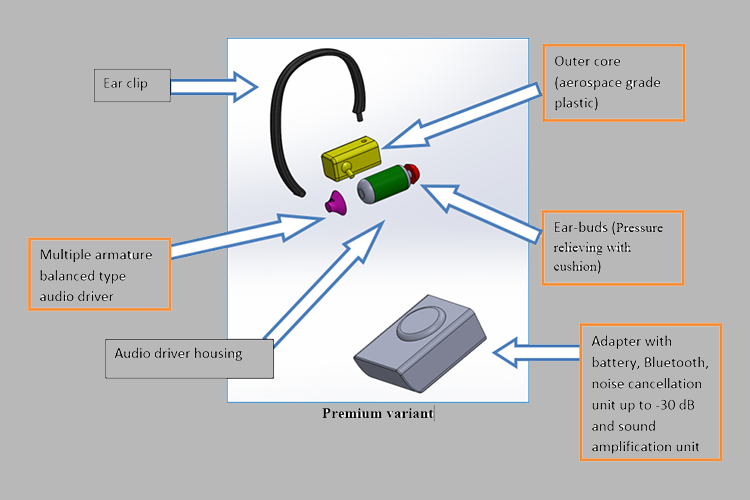 Ear clip
Outer core
(aerospace grade
plastic)
Multiple armature
balanced type
audio driver
Ear-buds (Pressure
relieving with
cushion)
Audio driver housing
Adapter with
battery, Bluetooth,
noise cancellation
unit up to -30 dB
and sound
amplification unit
Premium variant